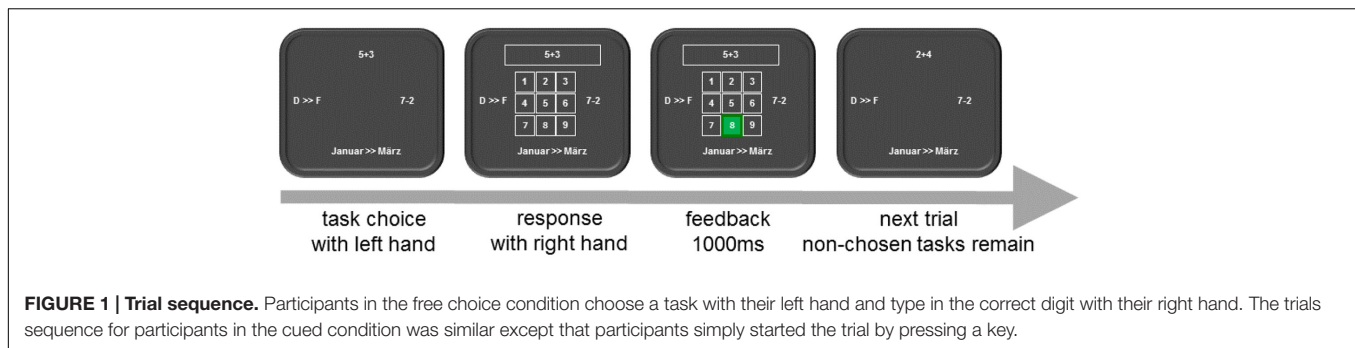 5+3
D >> F 7-2
Januar >> März
5+3
1 2 3
D >> F 4 5 6 7-2
7 8 9
Januar >> März
5+3
1 2 3
D >> F 4 5 6 7-2
7 8 9
Januar >> März
2+4
D >> F 7-2
Januar >> März
task choice
with left hand
response
with right hand
feedback
1000ms
next trial
non-chosen tasks remain
FIGURE 1 | Trial sequence. Participants in the free choice condition choose a task with their left hand and type in the correct digit with their right hand. The trials
sequence for participants in the cued condition was similar except that participants simply started the trial by pressing a key.